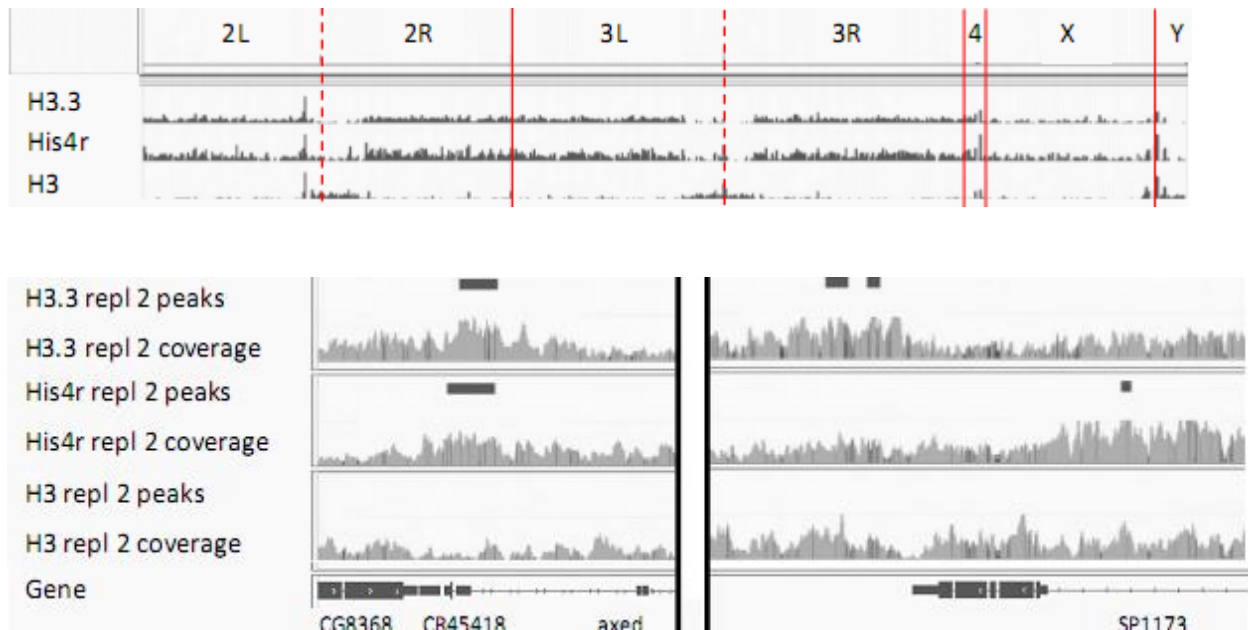 2L 2R 3L 3R 4 X Y
H3.3
His4r
H3
H3.3 repl 2 peaks
H3.3 repl 2 coverage
His4r repl 2 peaks
His4r repl 2 coverage
H3 repl 2 peaks
H3 repl 2 coverage
Gene
CG8368 CR45418 axed SP1173